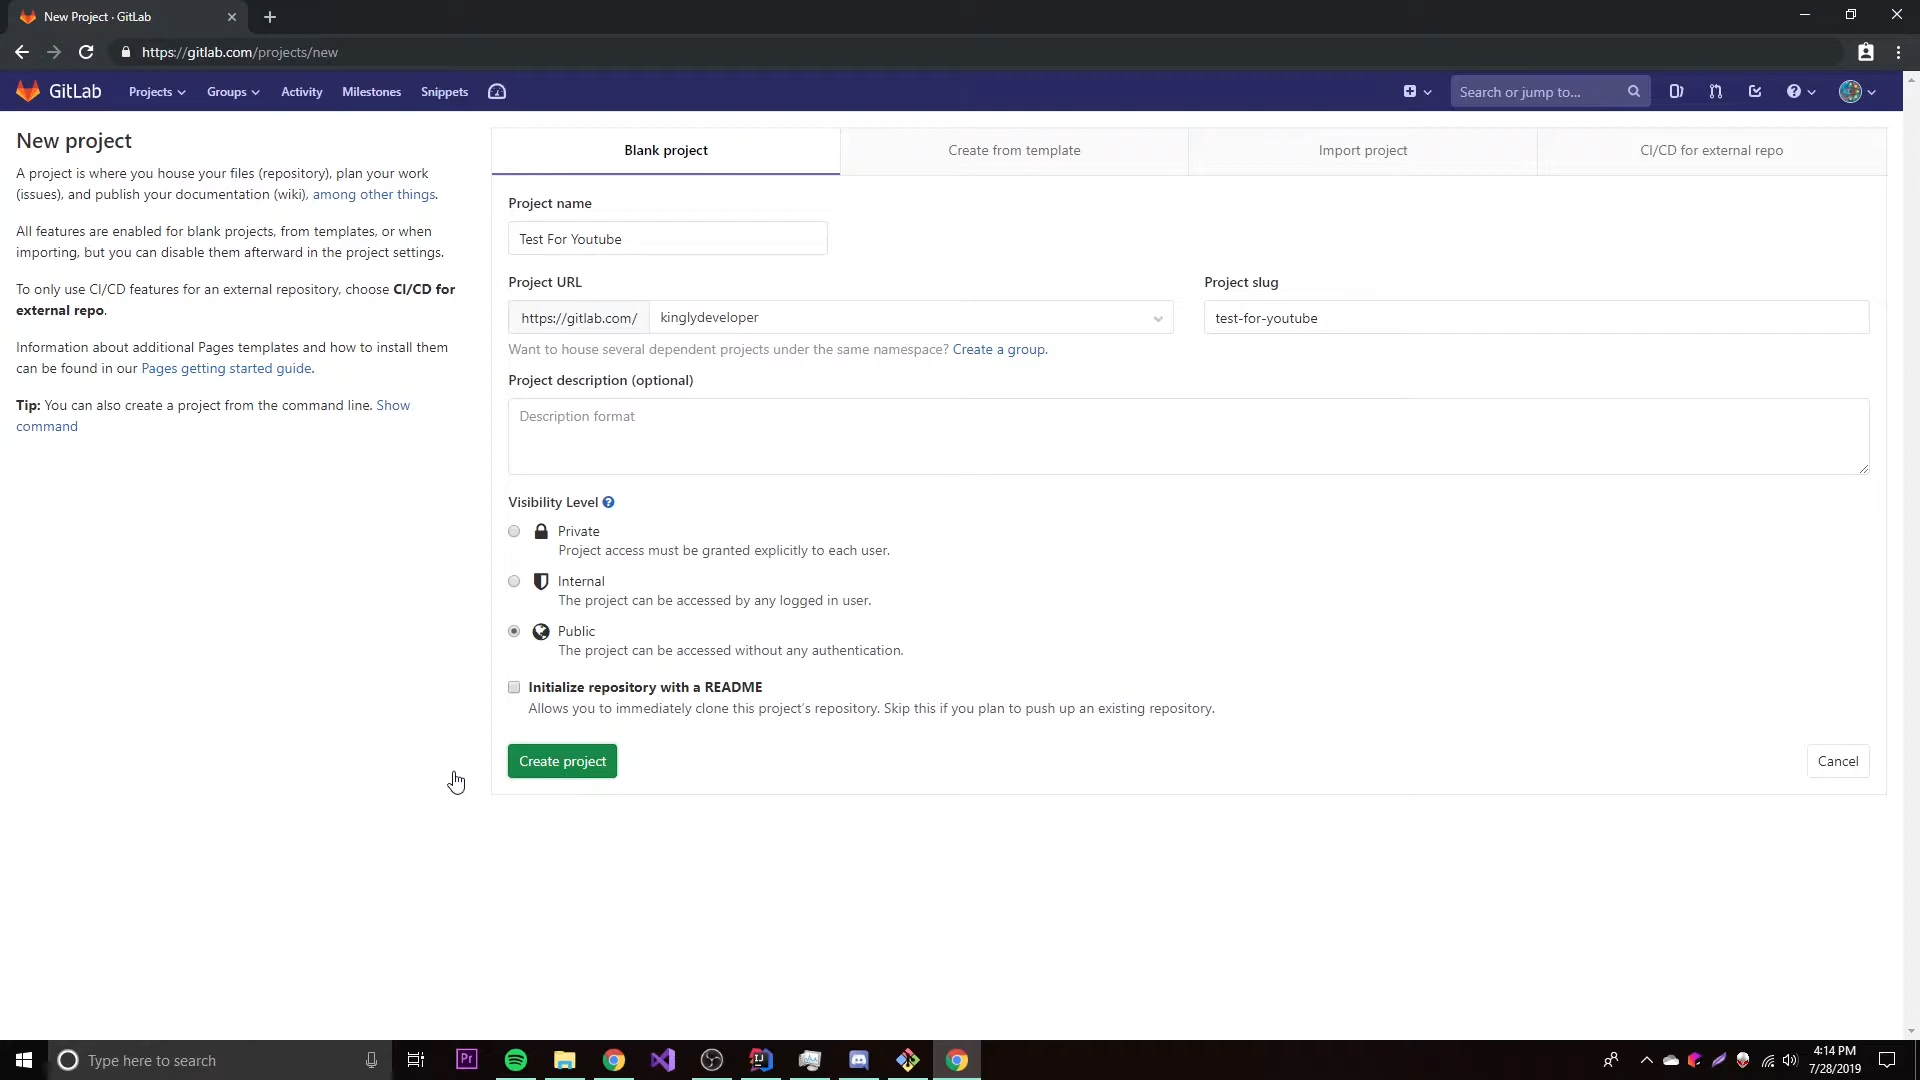 New Project · GitLab
https://gitlab.com/projects/new
GitLab Projects Groups Activity Milestones Snippets Search or jump to...
New project
A project is where you house your files (repository), plan your work
(issues), and publish your documentation (wiki), among other things.
All features are enabled for blank projects, from templates, or when
importing, but you can disable them afterward in the project settings.
To only use CI/CD features for an external repository, choose CI/CD for
external repo.
Information about additional Pages templates and how to install them
can be found in our Pages getting started guide.
Tip: You can also create a project from the command line. Show
command
Blank project Create from template Import project CI/CD for external repo
Project name
Test For Youtube
Project URL Project slug
https://gitlab.com/ kinglydeveloper test-for-youtube
Want to house several dependent projects under the same namespace? Create a group.
Project description (optional)
Description format
Visibility Level ?
Private
Project access must be granted explicitly to each user.
Internal
The project can be accessed by any logged in user.
Public
The project can be accessed without any authentication.
Initialize repository with a README
Allows you to immediately clone this project's repository. Skip this if you plan to push up an existing repository.
Create project Cancel
Type here to search Pr IJ 4:14 PM
7/28/2019